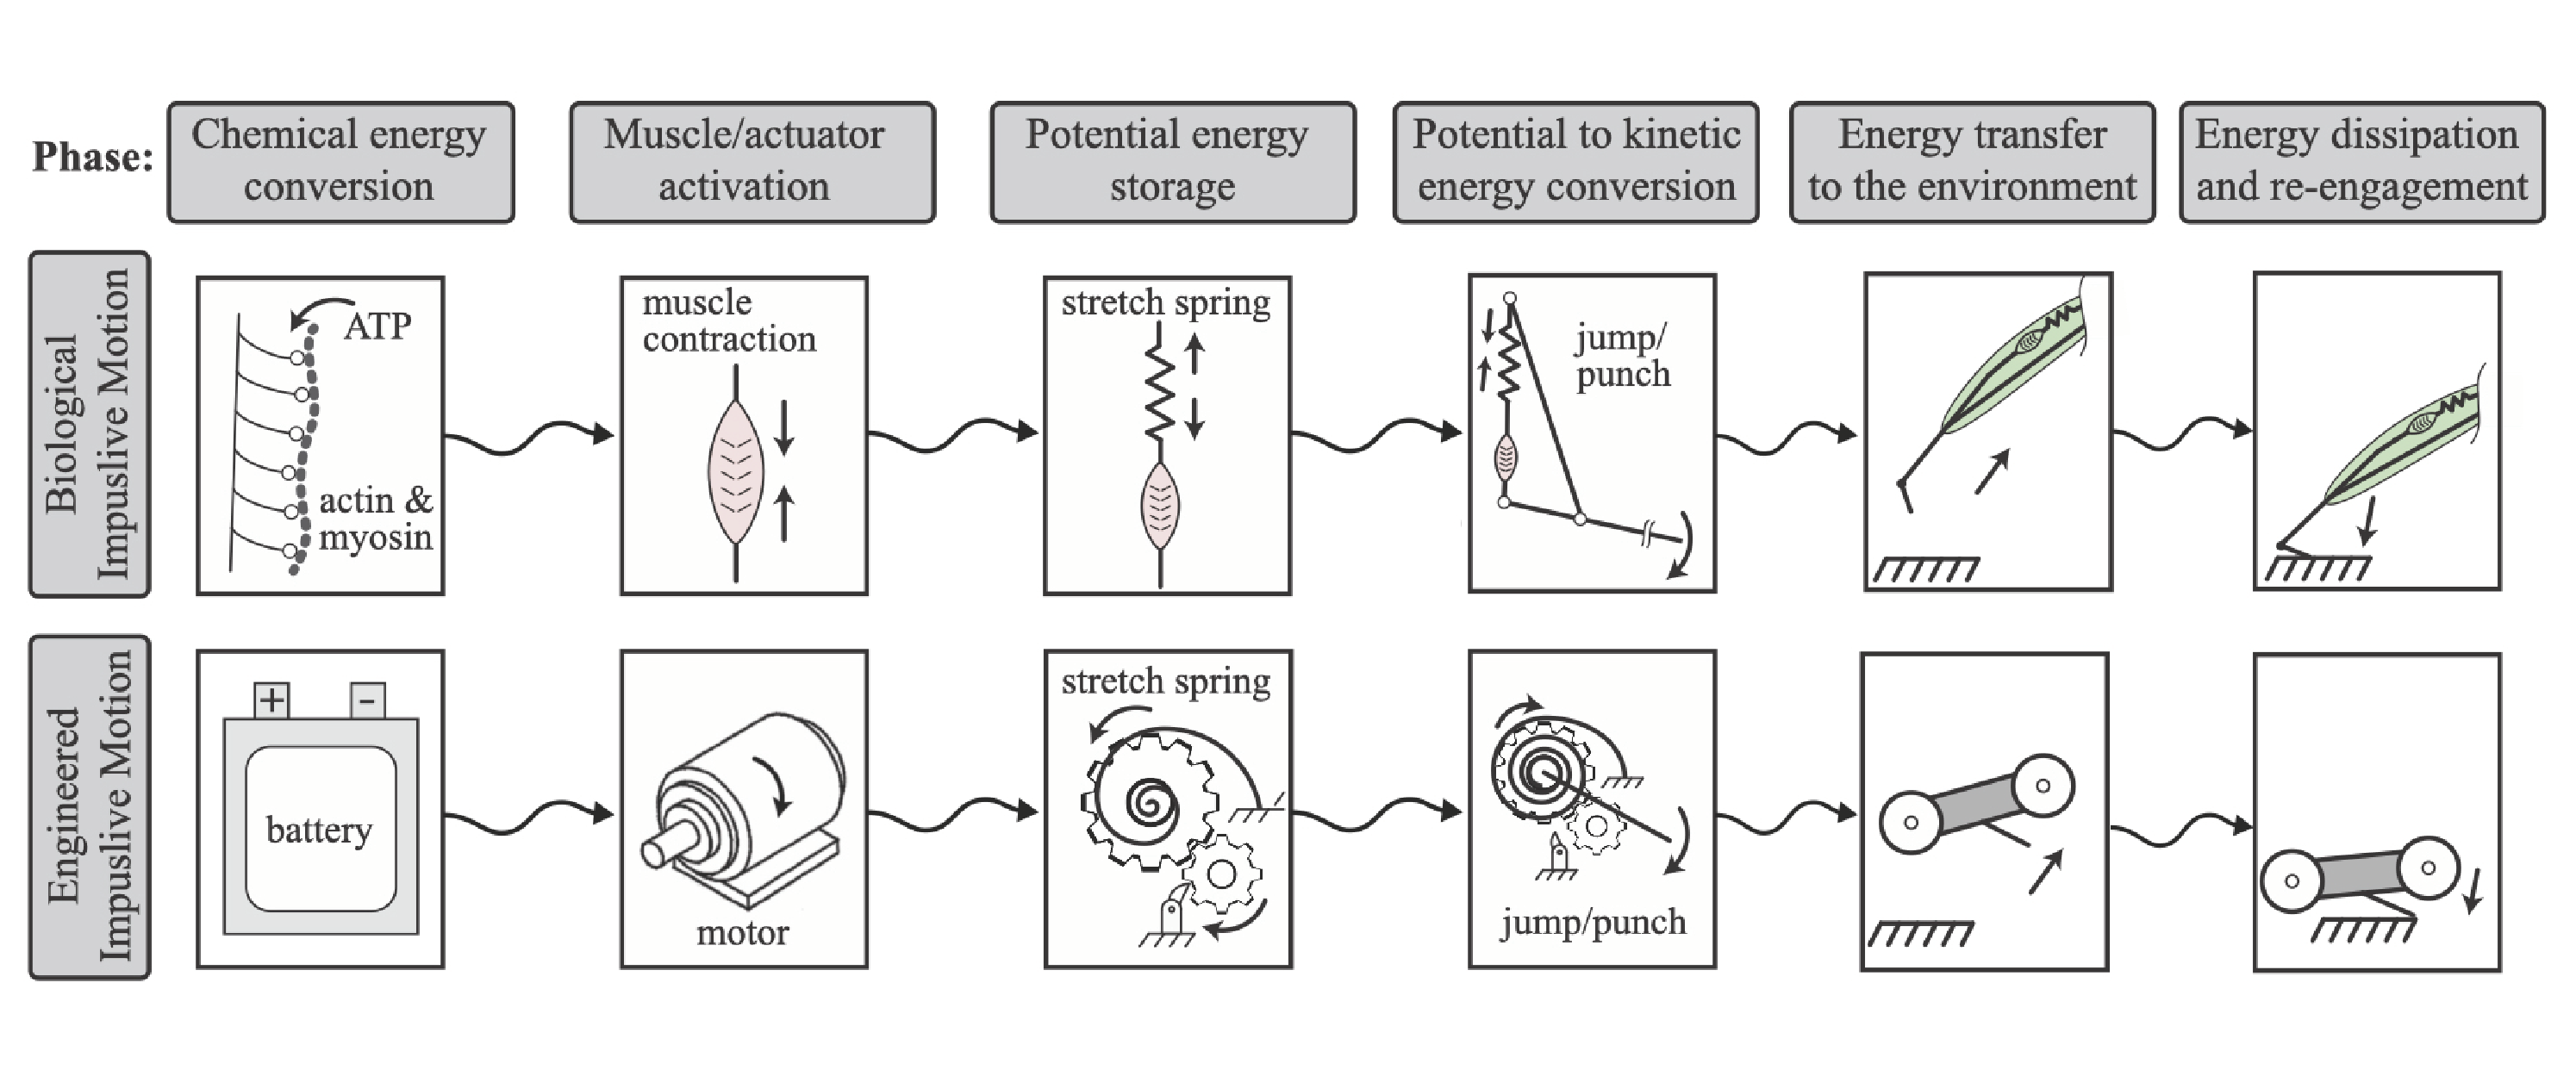 Phase:
Chemical energy
conversion
Muscle/actuator
activation
Potential energy
storage
Potential to kinetic
energy conversion
Energy transfer
to the environment
Energy dissipation
and re-engagement
Biological
Impuslive Motion
ATP
actin &
myosin
muscle
contraction
stretch spring
jump/
punch
Engineered
Impuslive Motion
+
-
battery
motor
stretch spring
jump/punch